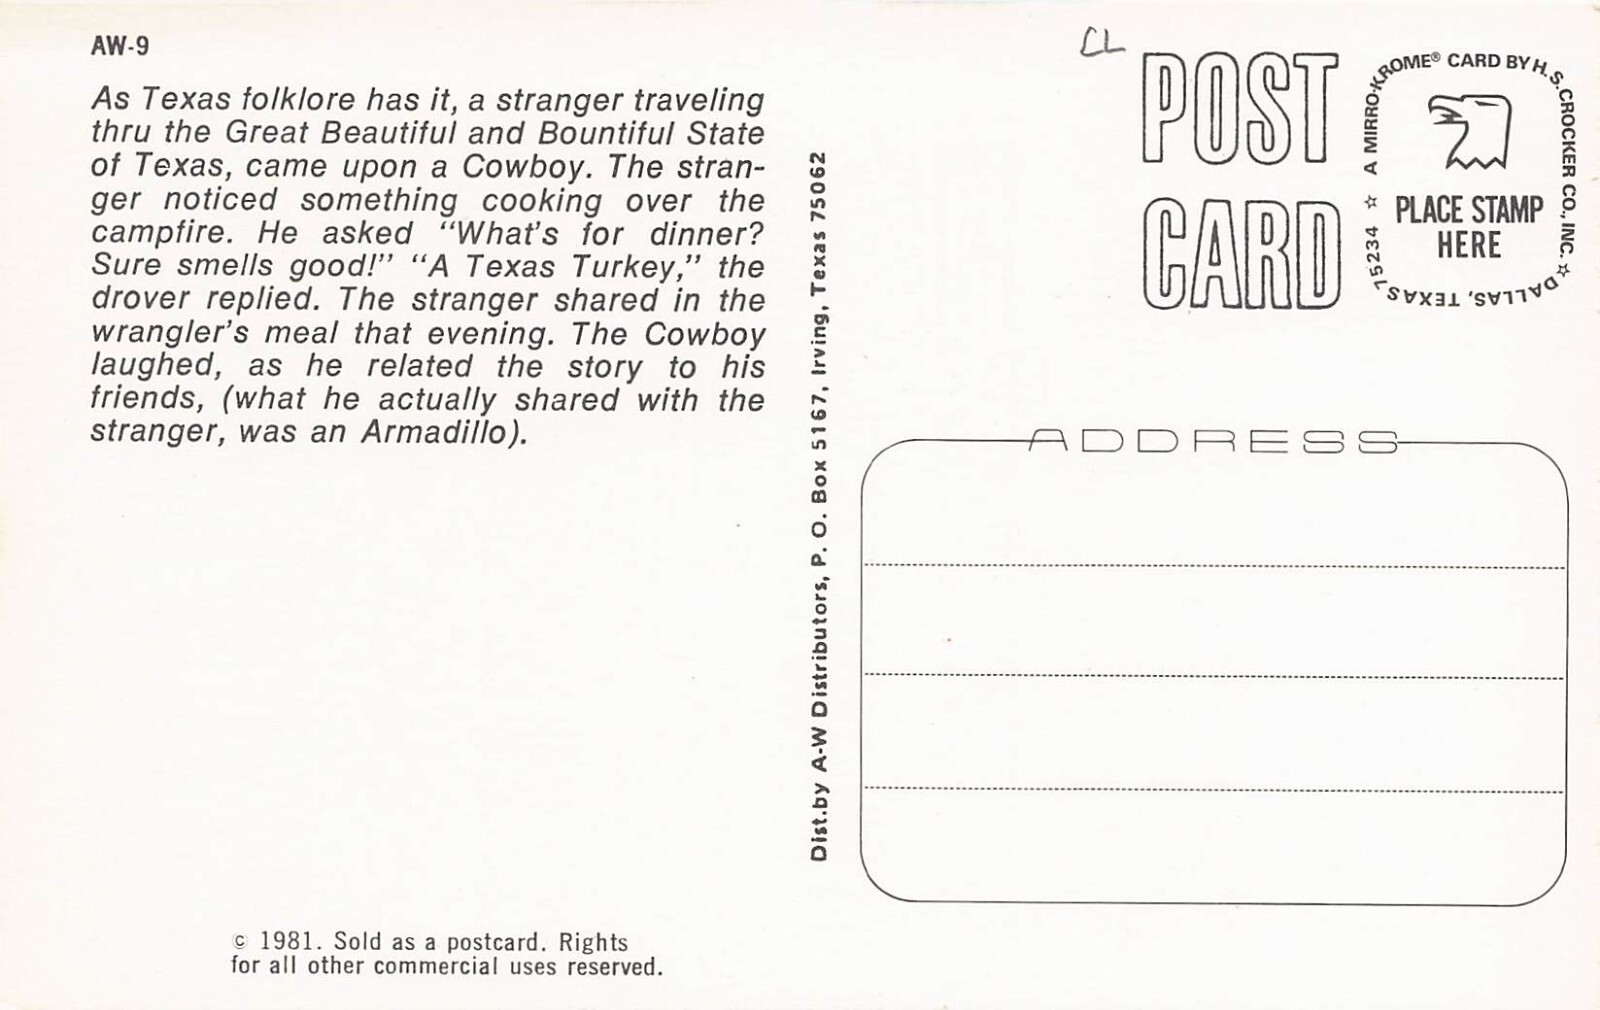 AW-9
As Texas folklore has it, a stranger traveling
thru the Great Beautiful and Bountiful State
of Texas, came upon a Cowboy. The stran-
ger noticed something cooking over the
campfire. He asked “What's for dinner?
Sure smells good!” “A Texas Turkey,” the
drover replied. The stranger shared in the
wrangler's meal that evening. The Cowboy
laughed, as he related the story to his
friends, (what he actually shared with the
stranger, was an Armadillo).
© 1981. Sold as a postcard. Rights
for all other commercial uses reserved.
Dist.by A-W Distributors, P. O. Box 5167, Irving, Texas 75062
CL
POST
CARD
A MIRRO-KROME® CARD BY H. S. CROCKER CO., INC. ☆ DALLAS, TEXAS 75234 ☆
PLACE STAMP
HERE
ADDRESS